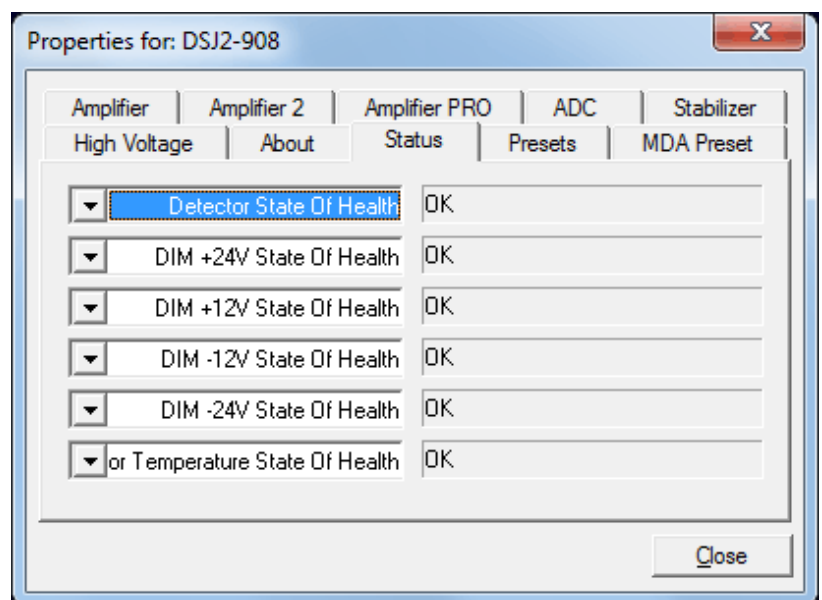 Properties for: DSJ2-908
X
Amplifier Amplifier 2 Amplifier PRO ADC Stabilizer
High Voltage About Status Presets MDA Preset
Detector State Of Health OK
DIM +24V State Of Health OK
DIM +12V State Of Health OK
DIM -12V State Of Health OK
DIM -24V State Of Health OK
or Temperature State Of Health OK
Close